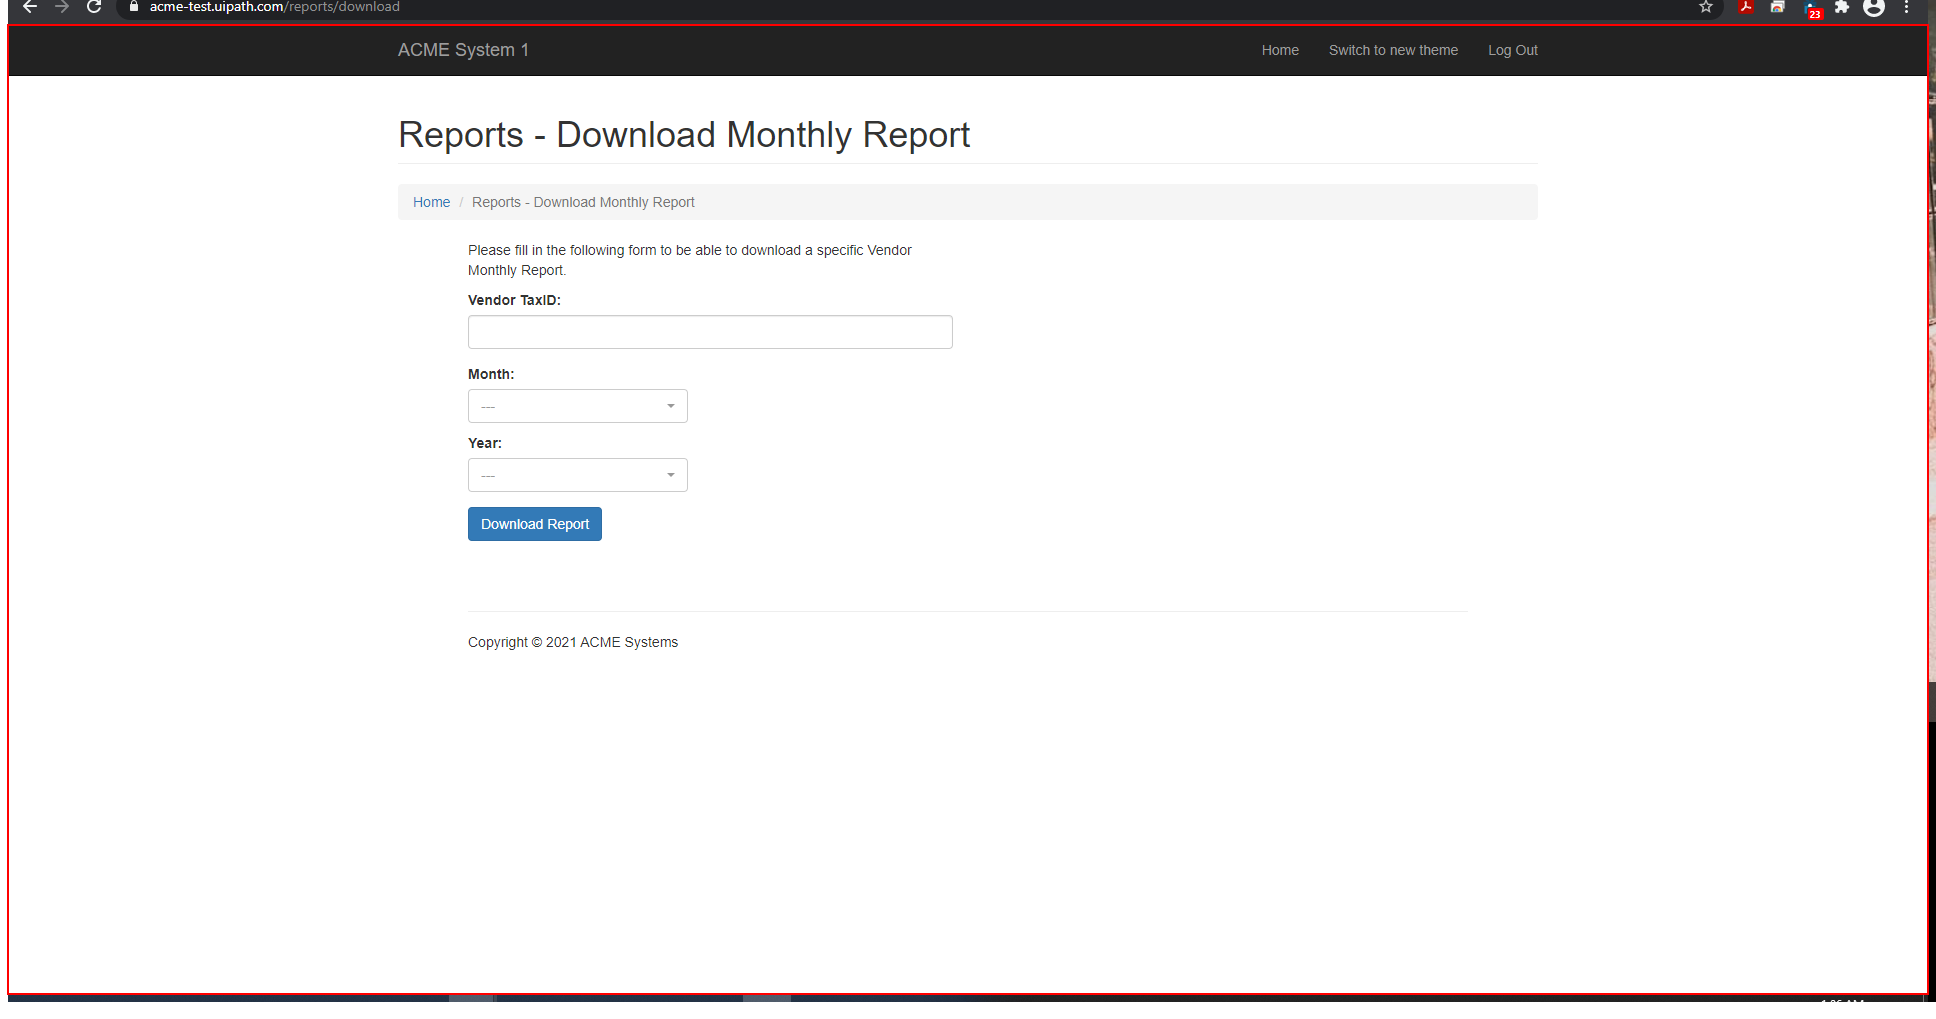 acme-test.uipath.com/reports/download
23
ACME System 1
Home
Switch to new theme
Log Out
Reports - Download Monthly Report
Home / Reports - Download Monthly Report
Please fill in the following form to be able to download a specific Vendor
Monthly Report.
Vendor TaxID:
Month:
---
Year:
---
Download Report
Copyright © 2021 ACME Systems